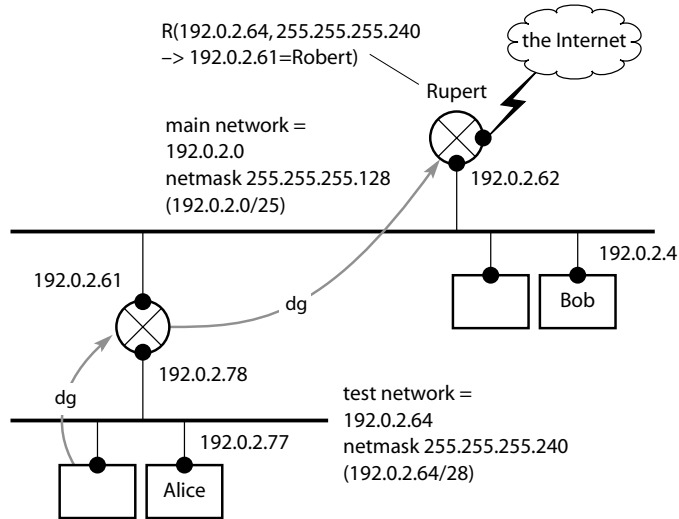 R(192.0.2.64, 255.255.255.240
–> 192.0.2.61=Robert)
the Internet
Rupert
main network =
192.0.2.0
netmask 255.255.255.128
(192.0.2.0/25)
192.0.2.62
192.0.2.4
192.0.2.61
Bob
dg
192.0.2.78
dg
test network =
192.0.2.64
netmask 255.255.255.240
(192.0.2.64/28)
192.0.2.77
Alice